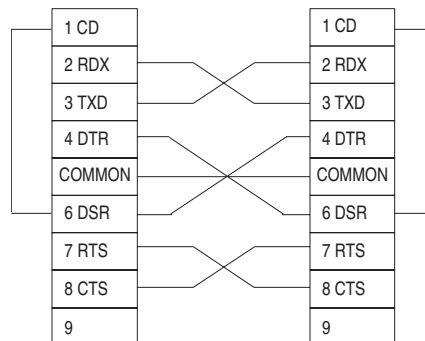 1 CD
2 RDX
3 TXD
4 DTR
COMMON
6 DSR
7 RTS
8 CTS
9
1 CD
2 RDX
3 TXD
4 DTR
COMMON
6 DSR
7 RTS
8 CTS
9